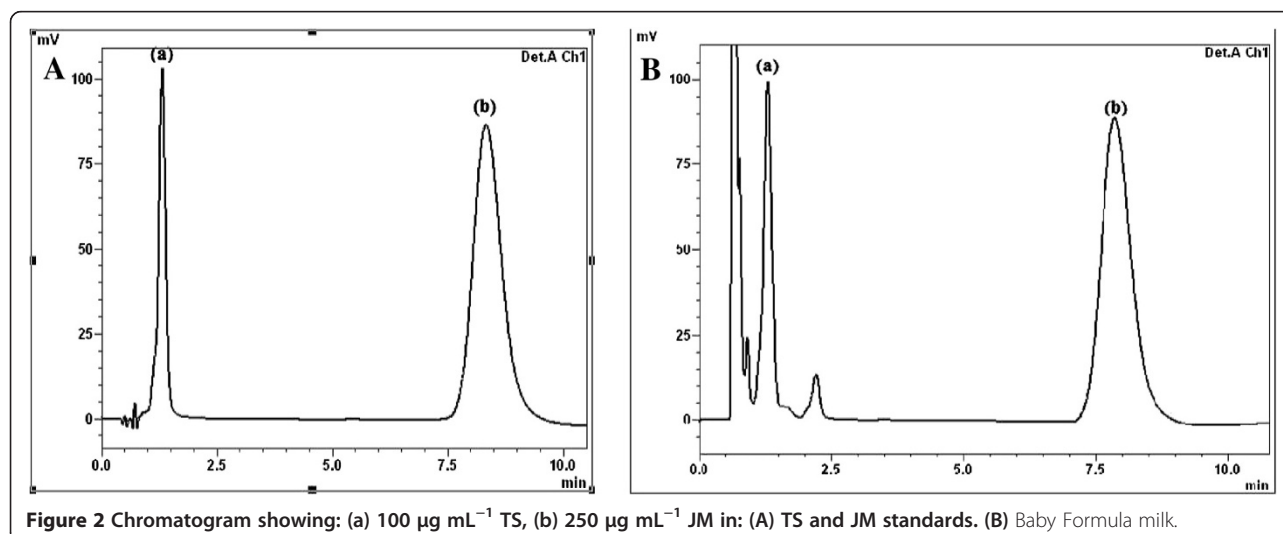 mV
A
(a)
Det.A Ch1
100
(b)
75
50
25
0
0.0 2.5 5.0 7.5 10.0
min
mV
B
(a)
Det.A Ch1
100
(b)
75
50
25
0
0.0 2.5 5.0 7.5 10.0
min
Figure 2 Chromatogram showing: (a) 100 μg mL⁻¹ TS, (b) 250 μg mL⁻¹ JM in: (A) TS and JM standards. (B) Baby Formula milk.